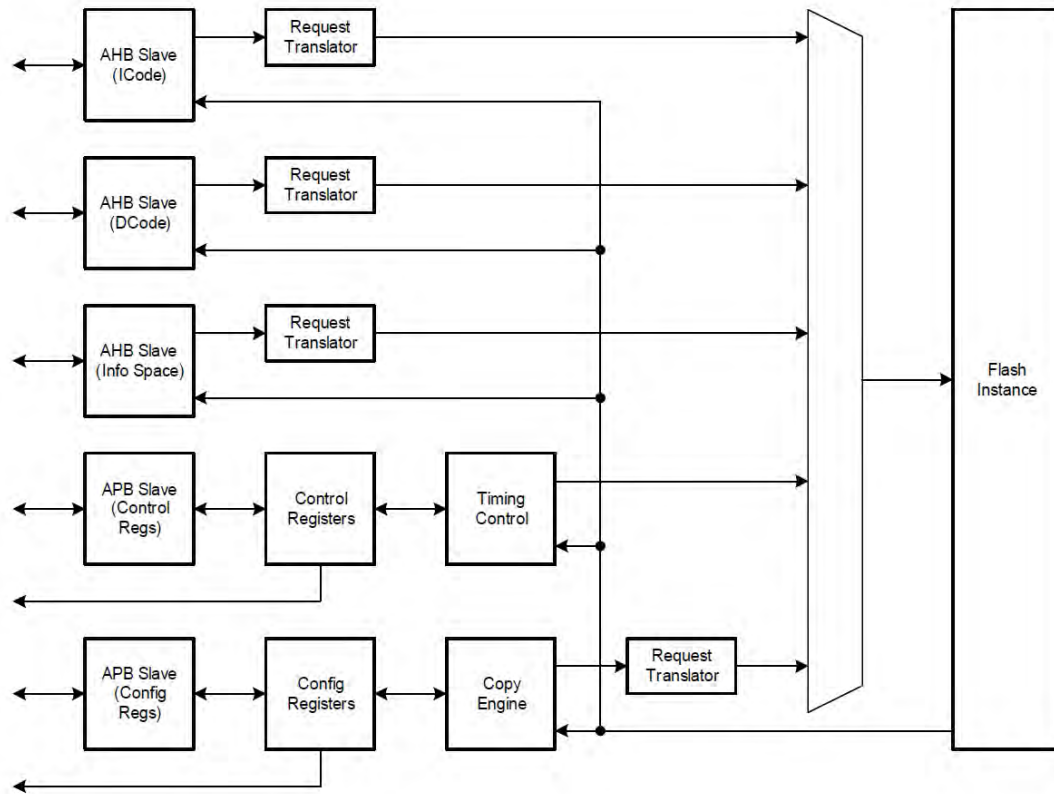 AHB Slave
(ICode)
Request
Translator
AHB Slave
(DCode)
Request
Translator
AHB Slave
(Info Space)
Request
Translator
Flash
Instance
APB Slave
(Control
Regs)
Control
Registers
Timing
Control
APB Slave
(Config
Regs)
Config
Registers
Copy
Engine
Request
Translator